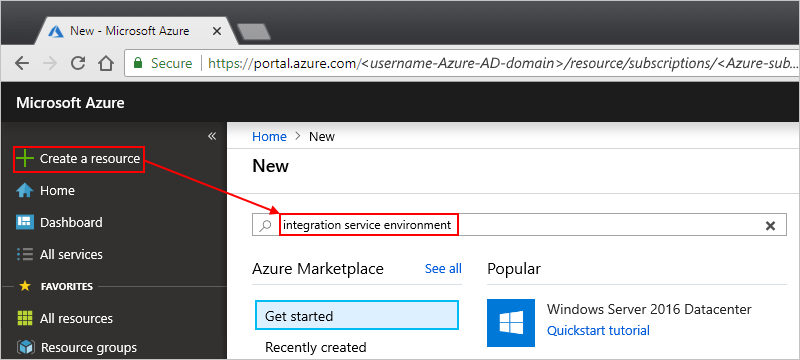 New - Microsoft Azure
Secure https://portal.azure.com/<username-Azure-AD-domain>/resource/subscriptions/<Azure-sub...
Microsoft Azure
«
Create a resource
Home
Dashboard
All services
FAVORITES
All resources
Resource groups
Home > New
New
integration service environment
Azure Marketplace See all
Popular
Get started
Recently created
Windows Server 2016 Datacenter
Quickstart tutorial